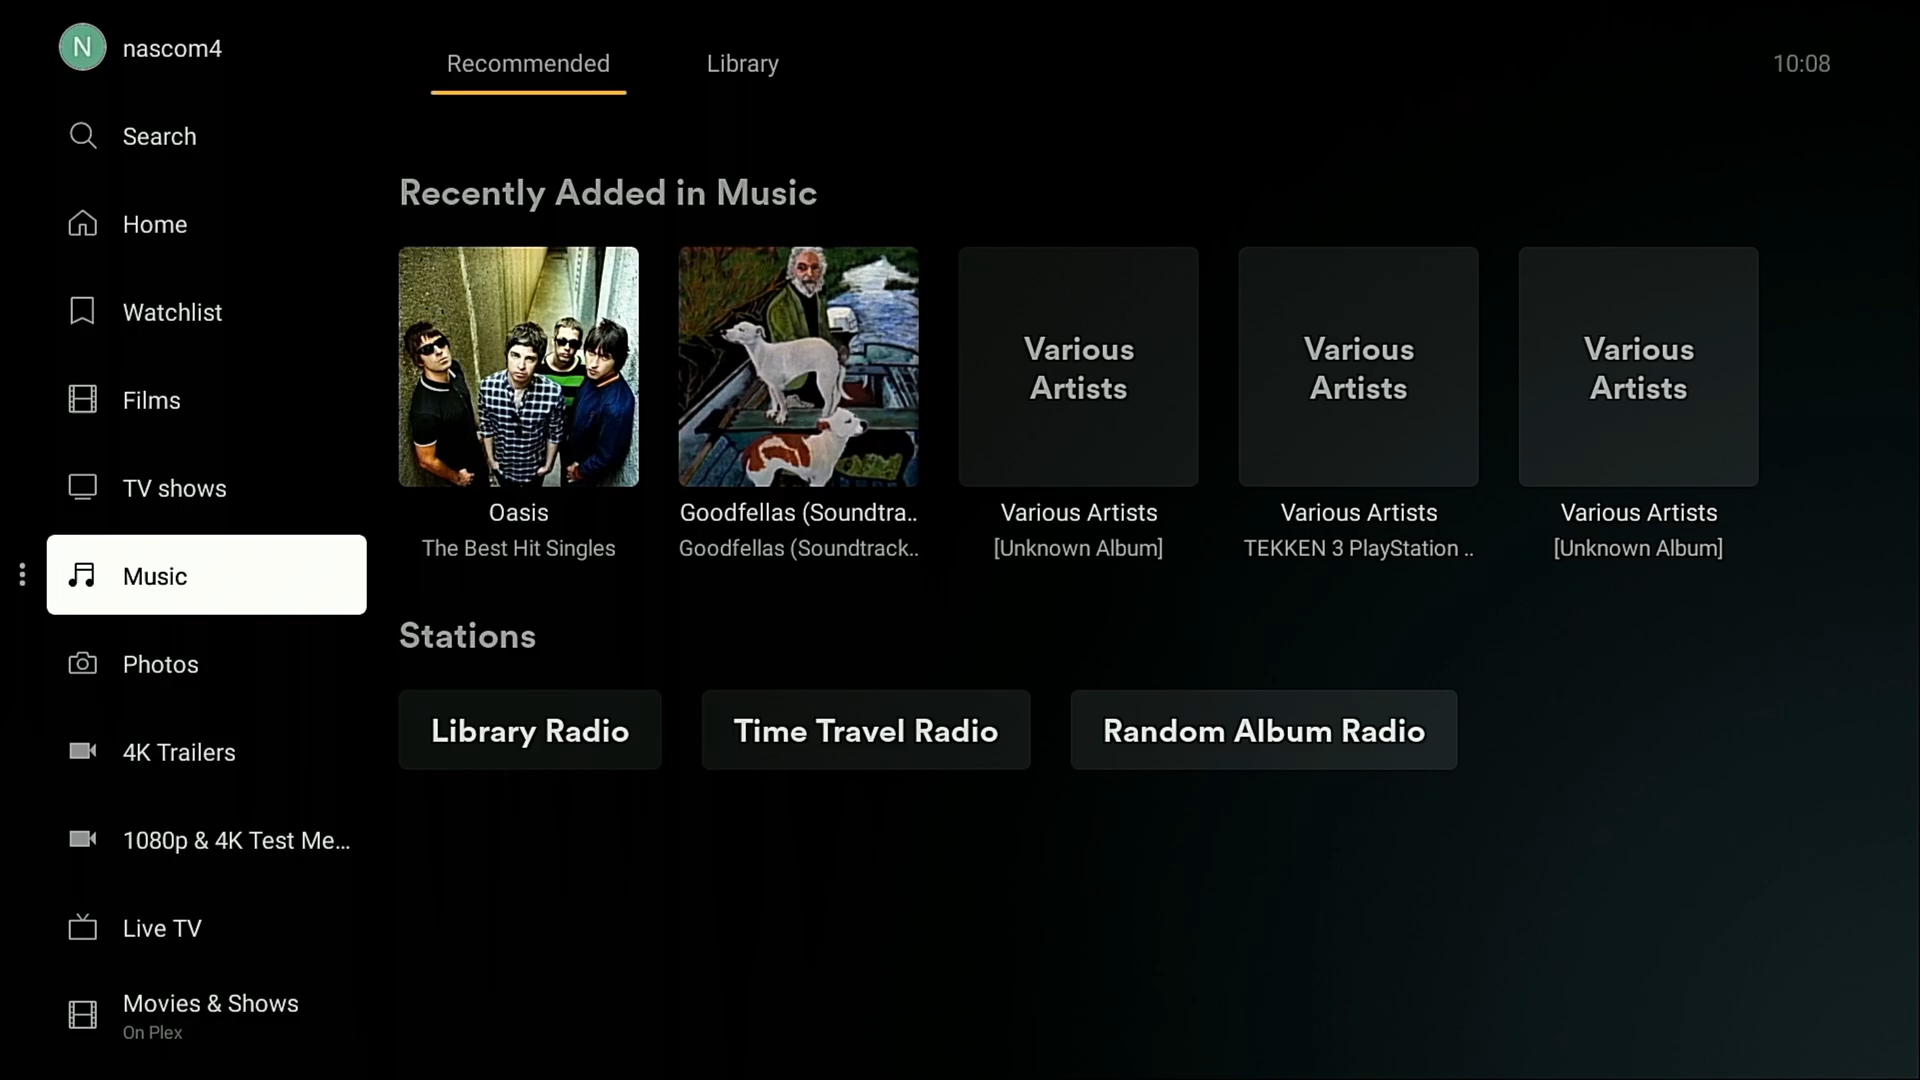 N nascom4
Search
Home
Watchlist
Films
TV shows
Music
Photos
4K Trailers
1080p & 4K Test Me...
Live TV
Movies & Shows
On Plex
Recommended Library 10:08
Recently Added in Music
Various
Artists
Various
Artists
Various
Artists
Oasis
The Best Hit Singles
Goodfellas (Soundtra..
Goodfellas (Soundtrack..
Various Artists
[Unknown Album]
Various Artists
TEKKEN 3 PlayStation ..
Various Artists
[Unknown Album]
Stations
Library Radio Time Travel Radio Random Album Radio